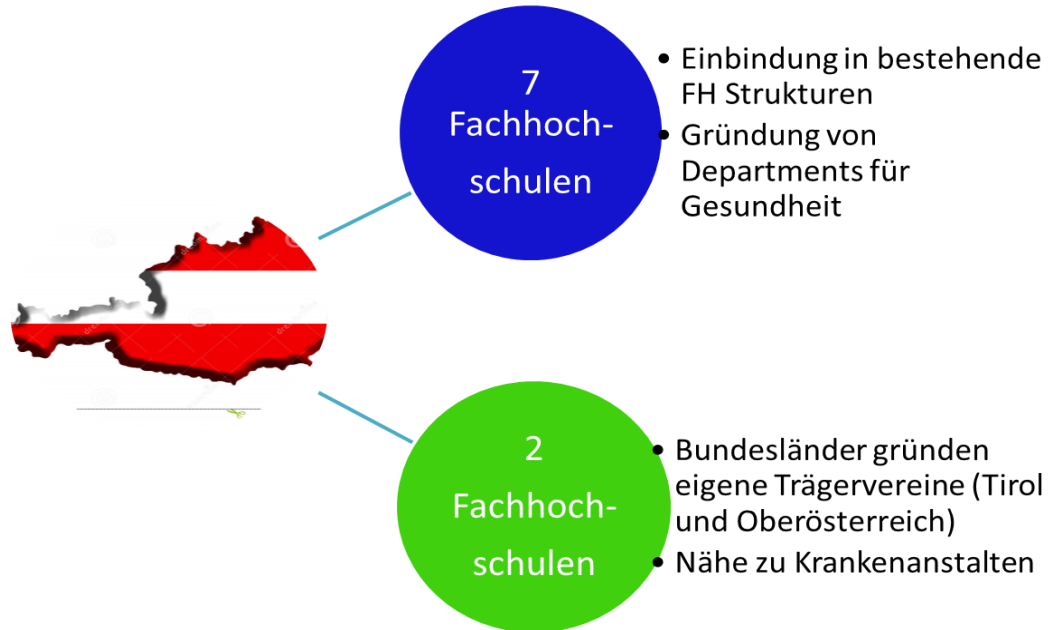 7
Fachhoch-
schulen
• Einbindung in bestehende
FH Strukturen
• Gründung von
Departments für
Gesundheit
2
Fachhoch-
schulen
• Bundesländer gründen
eigene Trägervereine (Tirol
und Oberösterreich)
• Nähe zu Krankenanstalten